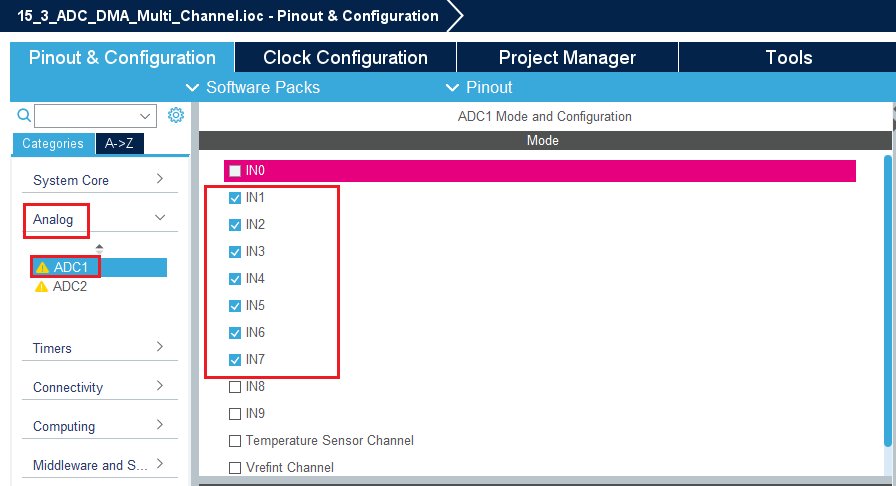 15_3_ADC_DMA_Multi_Channel.ioc - Pinout & Configuration
Pinout & Configuration
Clock Configuration
Project Manager
Tools
Software Packs
Pinout
Categories
A->Z
System Core
Analog
ADC1
ADC2
Timers
Connectivity
Computing
Middleware and S...
ADC1 Mode and Configuration
Mode
IN0
IN1
IN2
IN3
IN4
IN5
IN6
IN7
IN8
IN9
Temperature Sensor Channel
Vrefint Channel